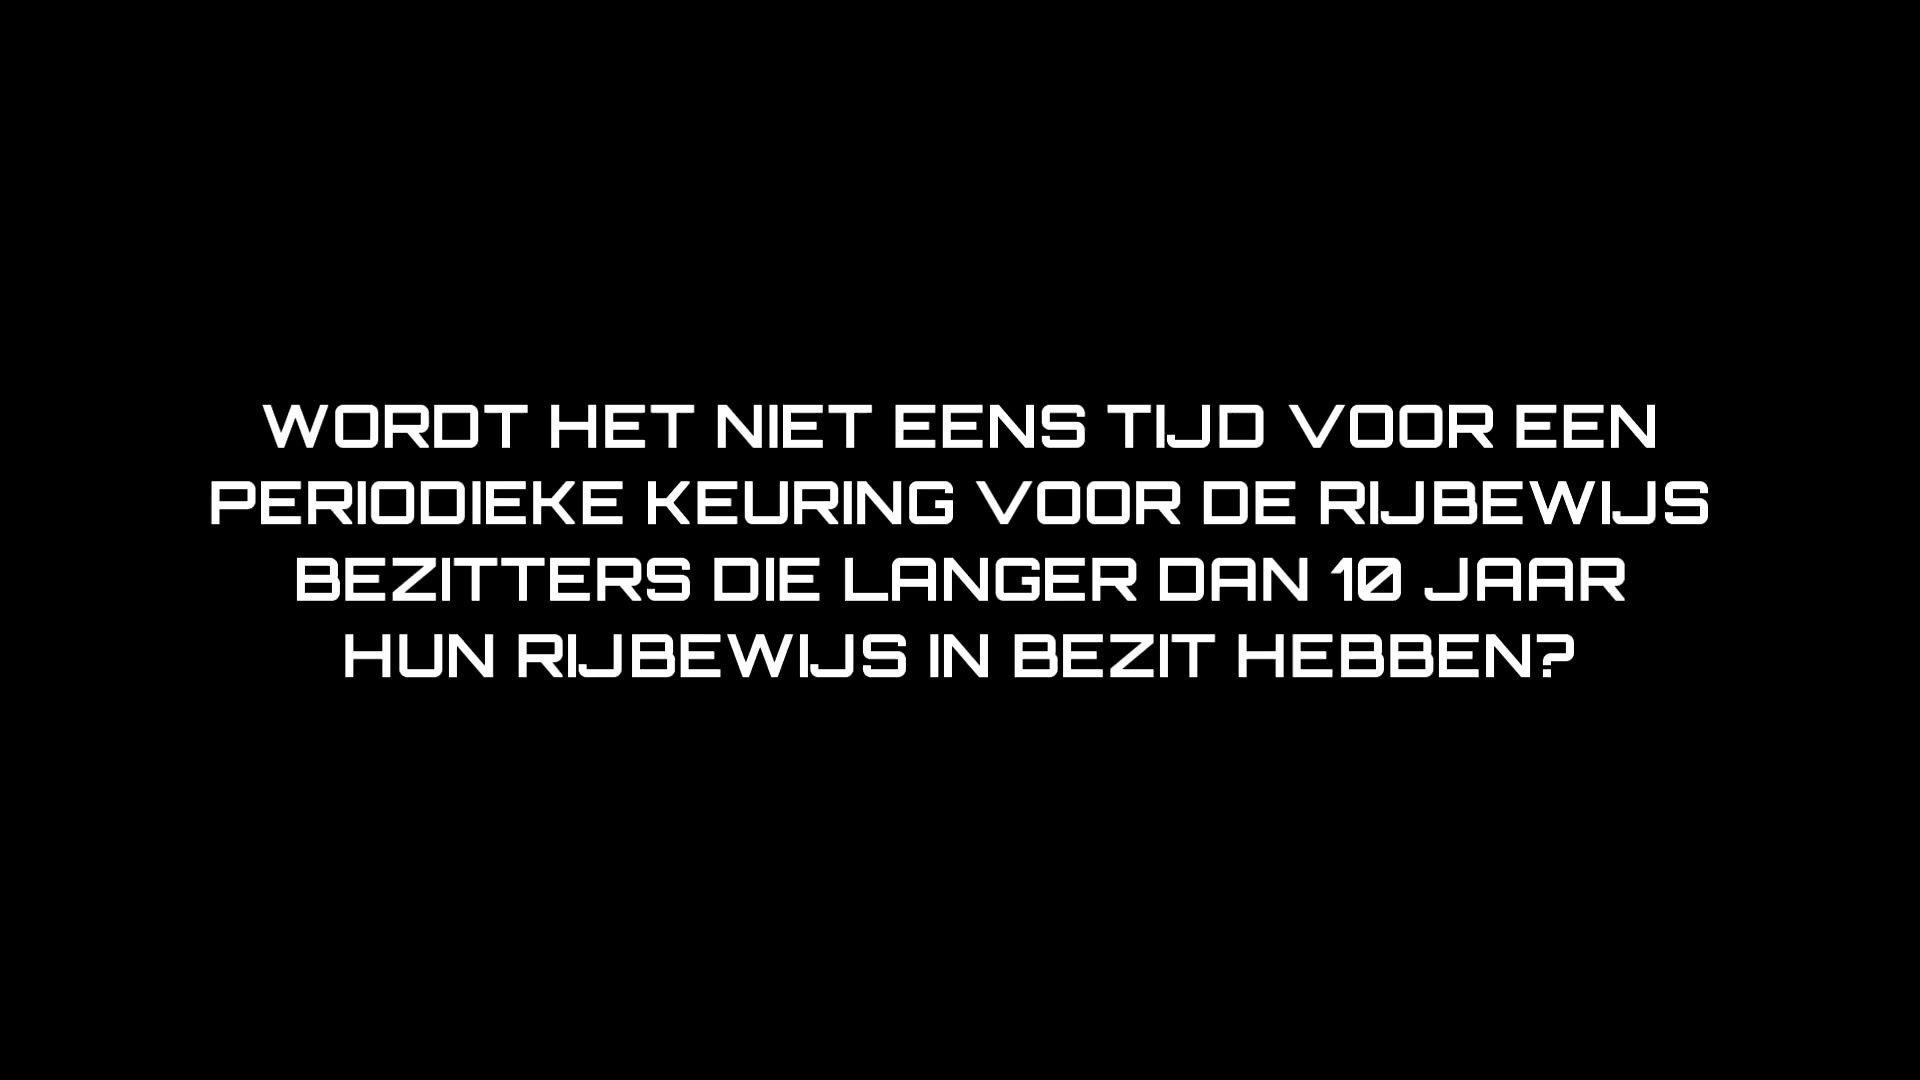 WORDT HET NIET EENS TIJD VOOR EEN
PERIODIEKE KEURING VOOR DE RIJBEWIJS
BEZITTERS DIE LANGER DAN 10 JAAR
HUN RIJBEWIJS IN BEZIT HEBBEN?